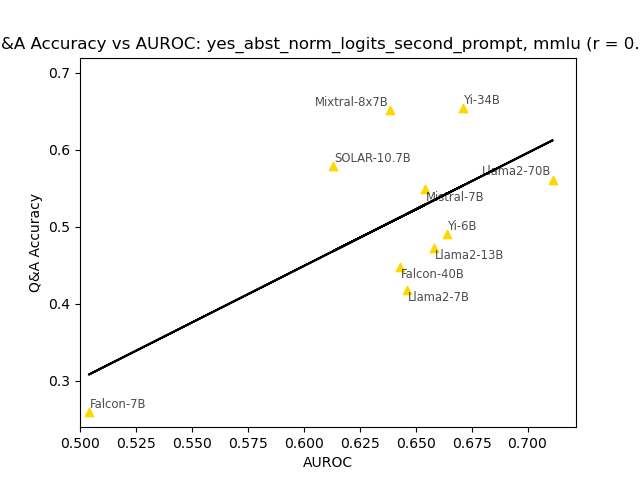 &A Accuracy vs AUROC: yes_abst_norm_logits_second_prompt, mmlu (r = 0.
0.7
0.6
0.5
0.4
0.3
Q&A Accuracy
Yi-34B
Mixtral-8x7B
SOLAR-10.7B
Llama2-70B
Mistral-7B
Yi-6B
Llama2-13B
Falcon-40B
Llama2-7B
Falcon-7B
0.500 0.525 0.550 0.575 0.600 0.625 0.650 0.675 0.700
AUROC